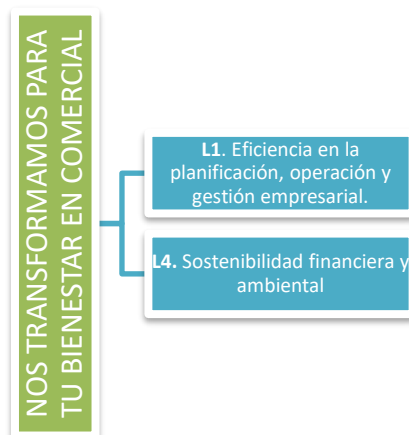 NOS TRANSFORMAMOS PARA
TU BIENESTAR EN COMERCIAL
L1. Eficiencia en la
planificación, operación y
gestión empresarial.
L4. Sostenibilidad financiera y
ambiental